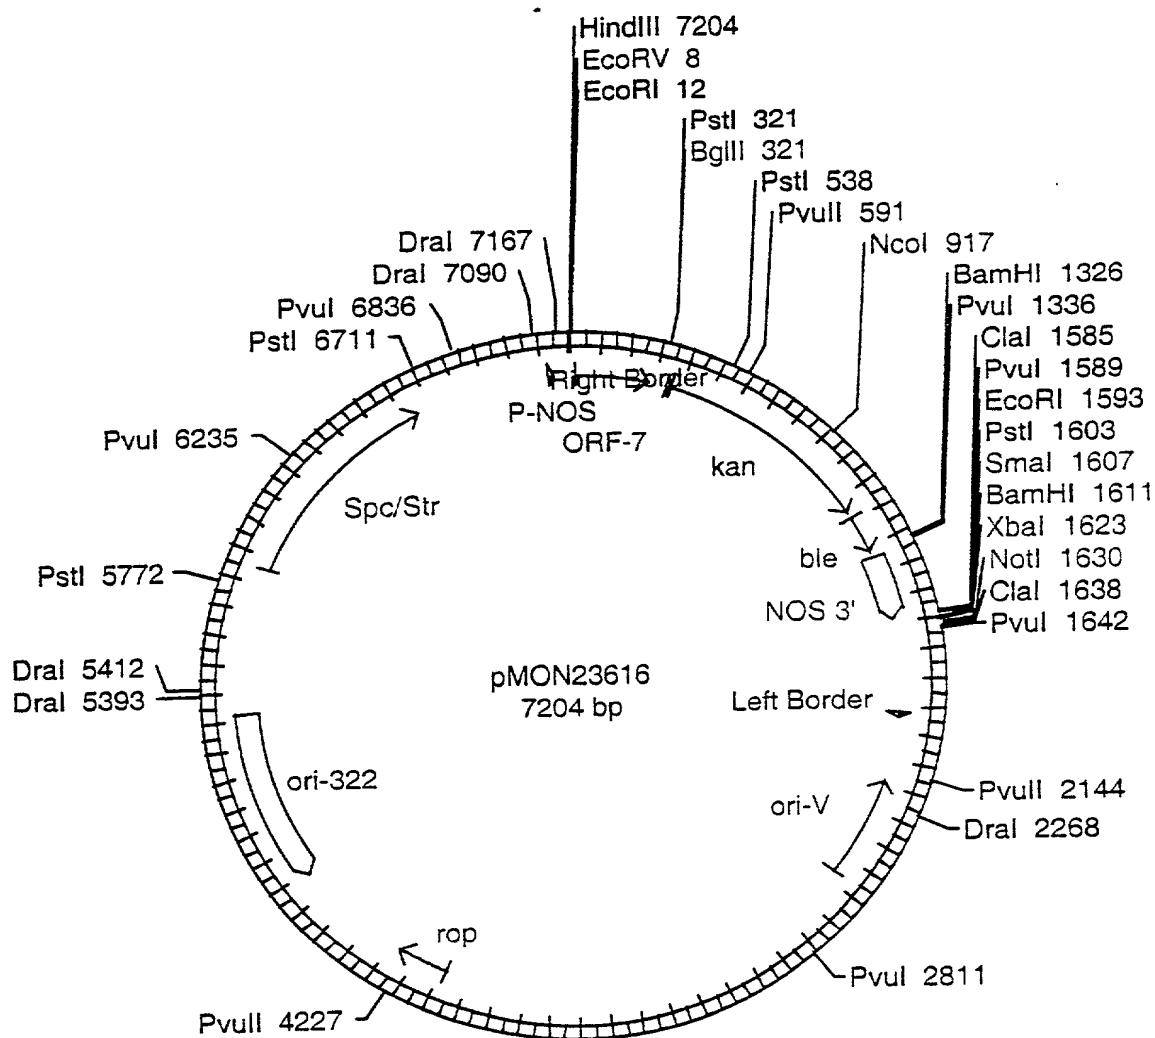 HindIII 7204
EcoRV 8
EcoRI 12
PstI 321
BglII 321
PstI 538
PvuII 591
NcoI 917
BamHI 1326
PvuI 1336
ClaI 1585
PvuI 1589
EcoRI 1593
PstI 1603
SmaI 1607
BamHI 1611
XbaI 1623
NotI 1630
ClaI 1638
PvuI 1642
DraI 7167
DraI 7090
PvuI 6836
PstI 6711
PvuI 6235
PstI 5772
DraI 5412
DraI 5393
Right Border
P-NOS
ORF-7
kan
Spc/Str
ble
NOS 3'
pMON23616
7204 bp
Left Border
ori-322
ori-V
PvuII 2144
DraI 2268
rop
PvuI 2811
PvuII 4227